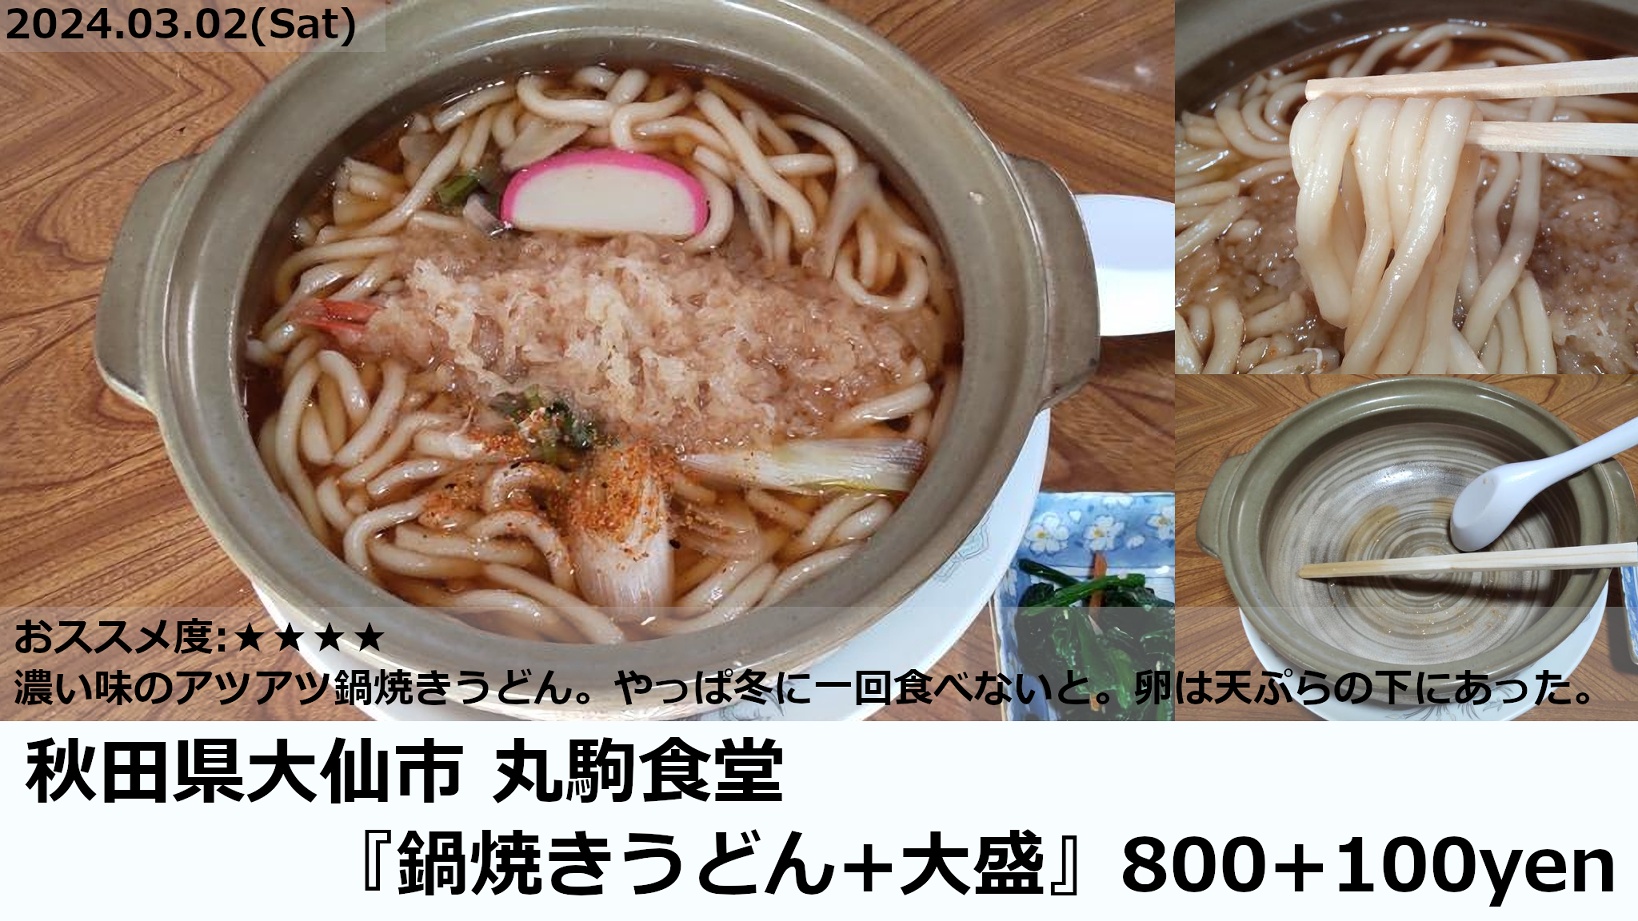 2024.03.02(Sat)
おススメ度:★★★★
濃い味のアツアツ鍋焼きうどん。やっぱ冬に一回食べないと。卵は天ぷらの下にあった。
秋田県大仙市 丸駒食堂
『鍋焼きうどん+大盛』800+100yen